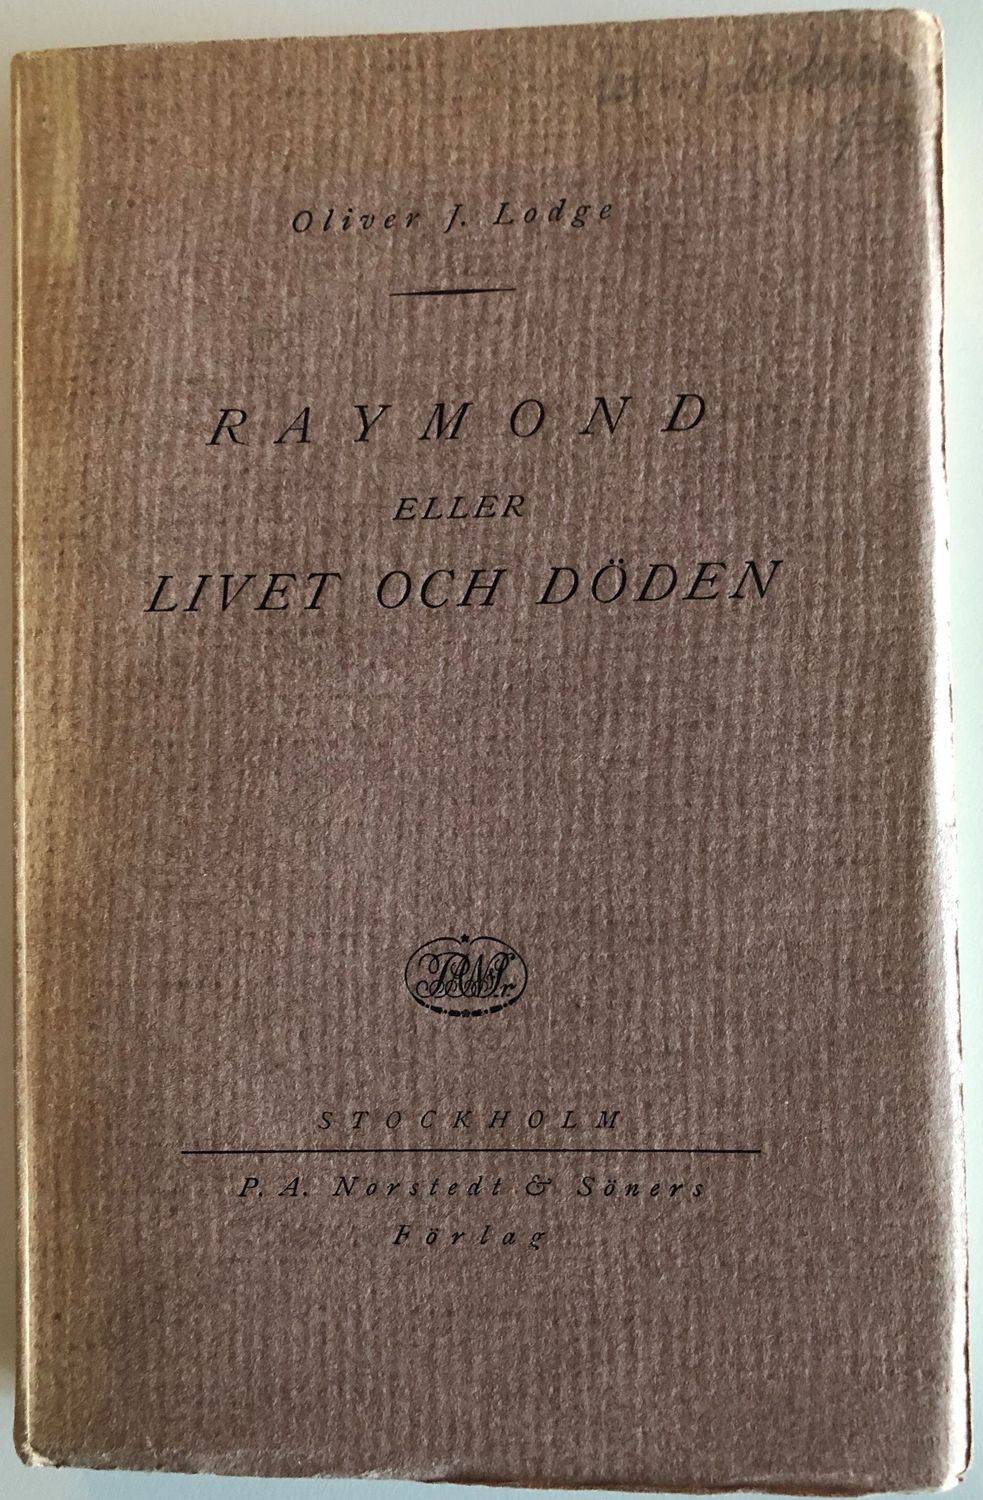 Oliver J. Lodge
RAYMOND
ELLER
LIVET OCH DÖDEN
STOCKHOLM
P. A. Norstedt & Söners
Förlag